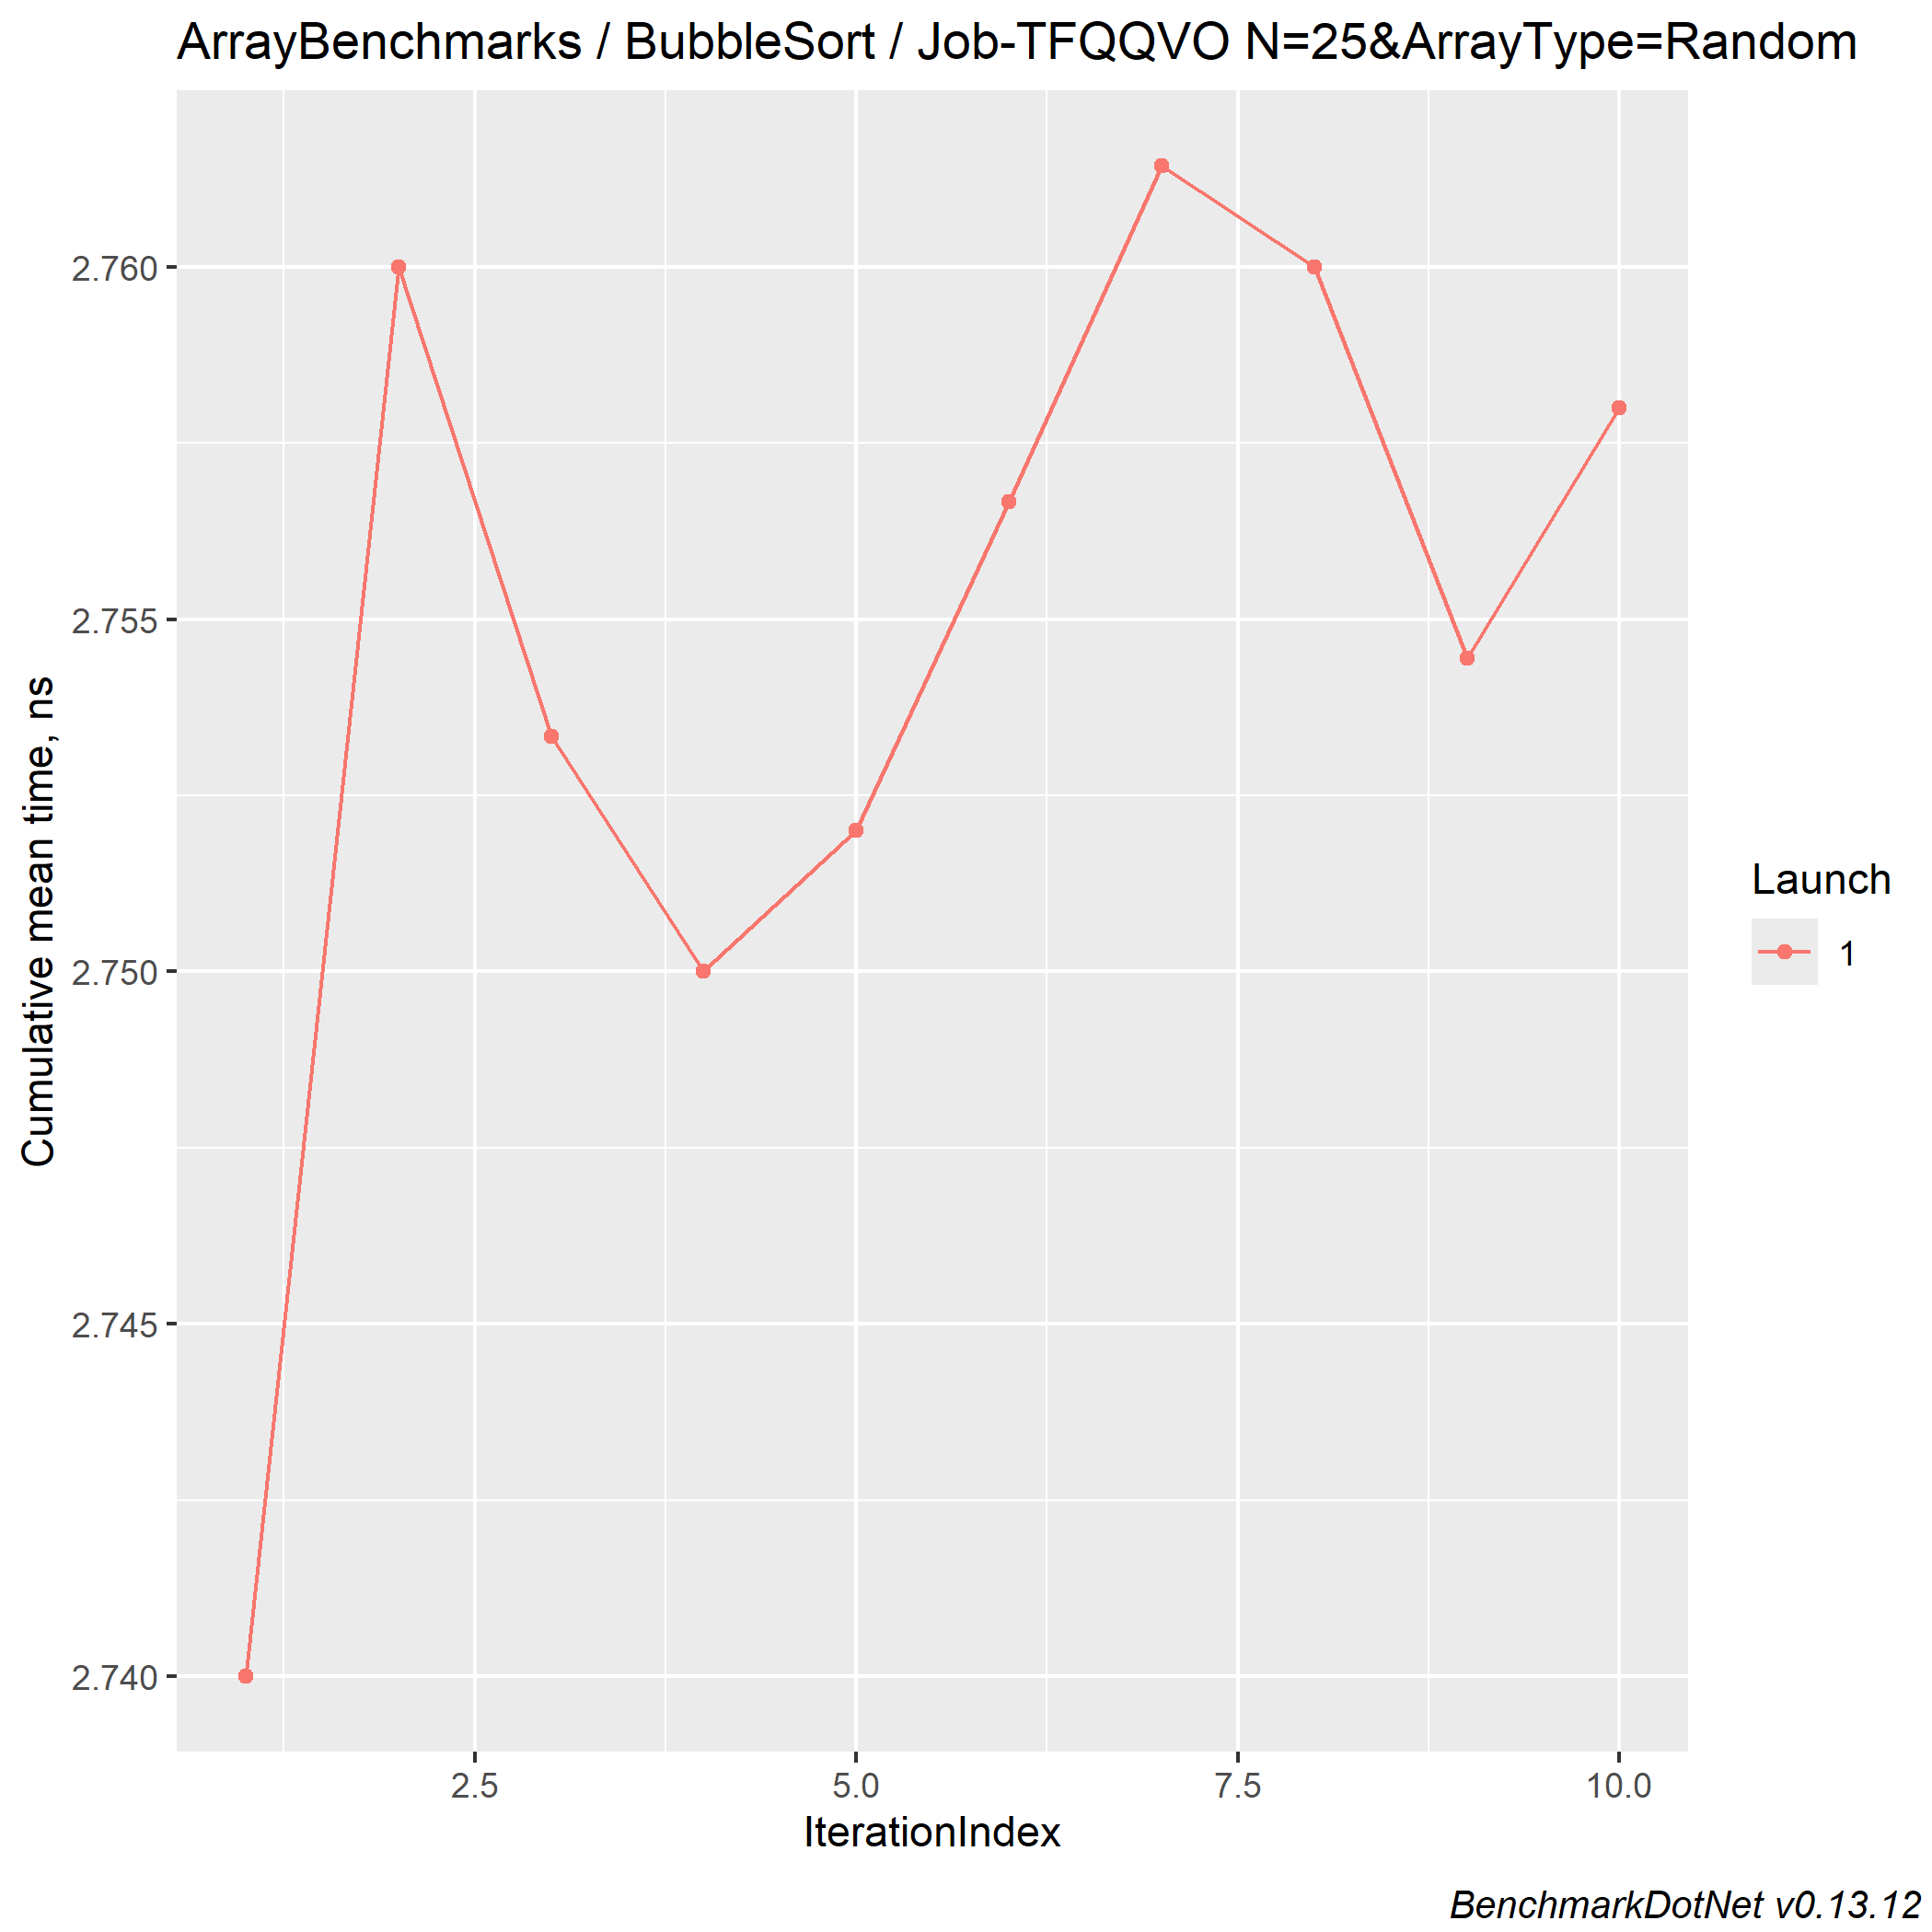 ArrayBenchmarks / BubbleSort / Job-TFQQVO N=25&ArrayType=Random
Cumulative mean time, ns
2.760
2.755
2.750
2.745
2.740
2.5 5.0 7.5 10.0
IterationIndex
Launch
1
BenchmarkDotNet v0.13.12